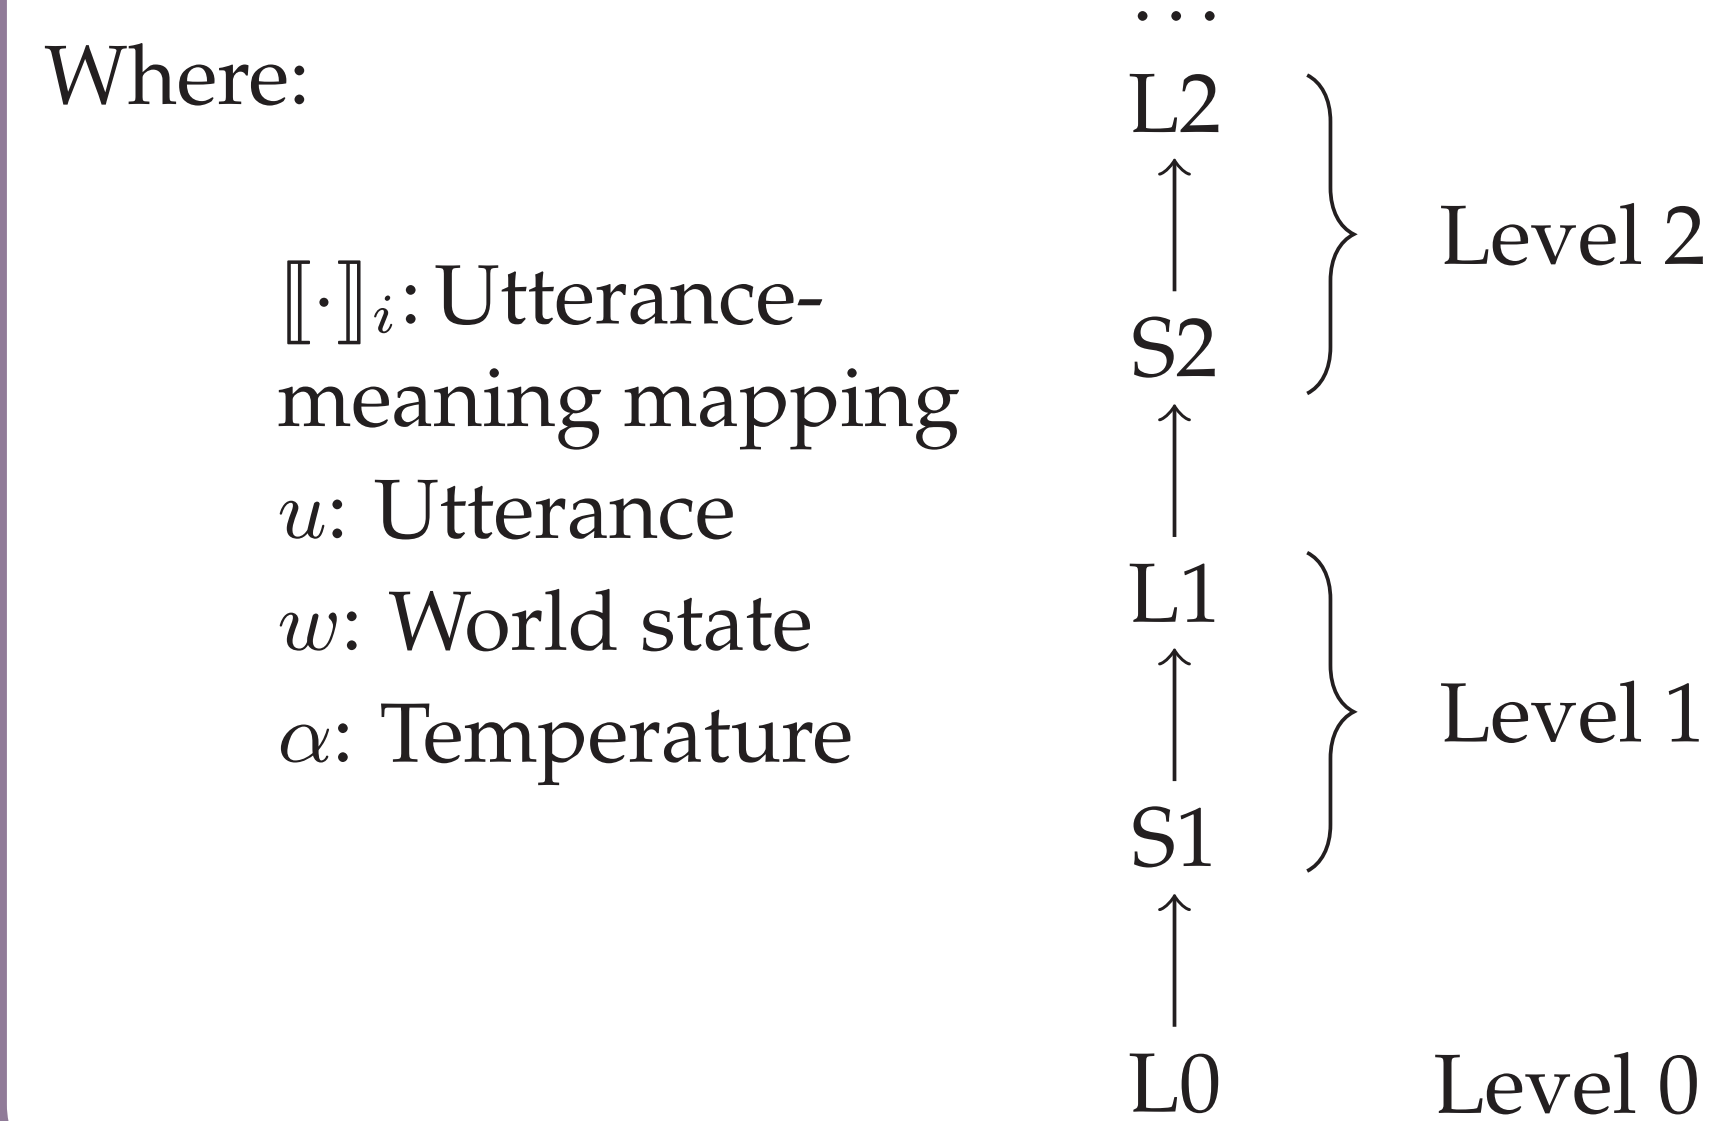 Where:
⟦·⟧ᵢ: Utterance-
meaning mapping
u: Utterance
w: World state
α: Temperature
...
L2
Level 2
S2
L1
Level 1
S1
L0
Level 0